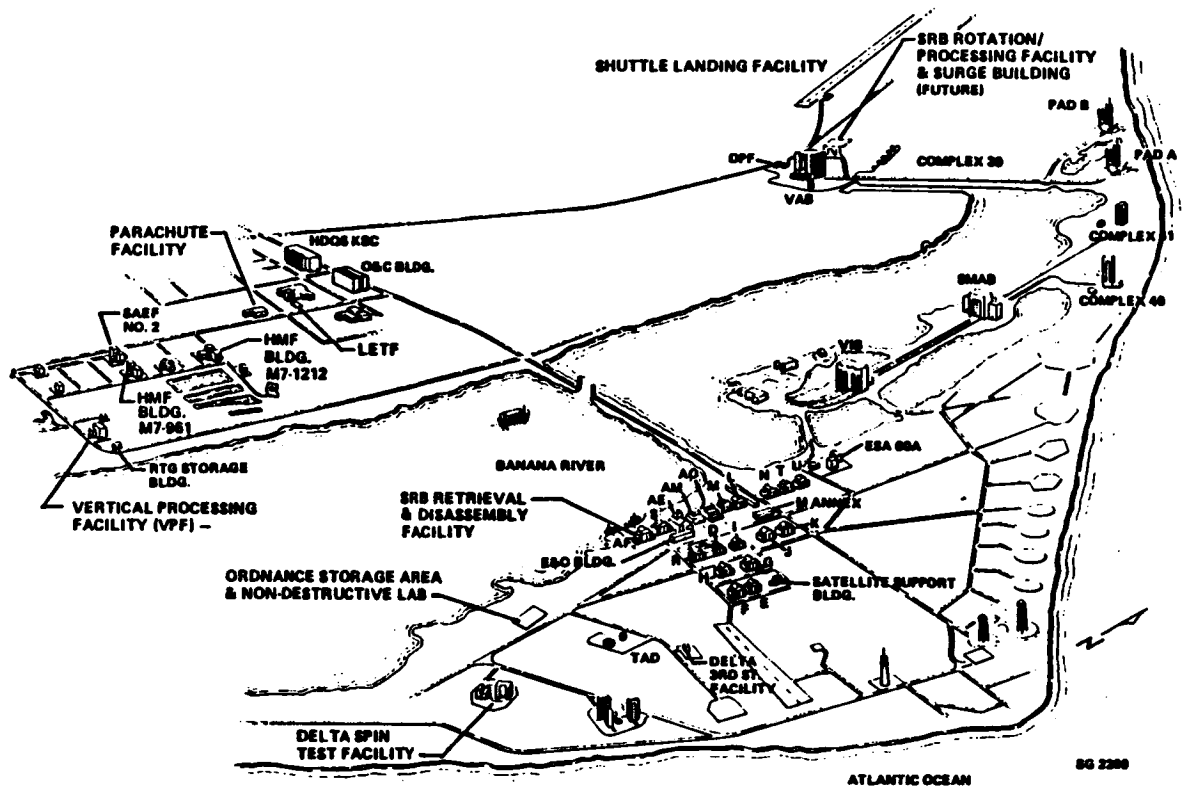 SHUTTLE LANDING FACILITY
SRB ROTATION/
PROCESSING FACILITY
& SURGE BUILDING
(FUTURE)
PAD B
PAD A
OPF
VAB
COMPLEX 39
COMPLEX 41
COMPLEX 40
SMAB
VIB
PARACHUTE
FACILITY
HDQS KSC
O&C BLDG.
SAEF
NO. 2
HMF
BLDG.
M7-1212
LETF
HMF
BLDG.
M7-961
RTG STORAGE
BLDG.
VERTICAL PROCESSING
FACILITY (VPF) –
BANANA RIVER
ESA 60A
AO
AM
AE
S
AF
M
L
N T U
M ANNEX
SRB RETRIEVAL
& DISASSEMBLY
FACILITY
E&O BLDG.
R
D
I
K
J
H
G
F E
SATELLITE SUPPORT
BLDG.
ORDNANCE STORAGE AREA
& NON-DESTRUCTIVE LAB
TAD
DELTA
3RD ST.
FACILITY
DELTA SPIN
TEST FACILITY
ATLANTIC OCEAN